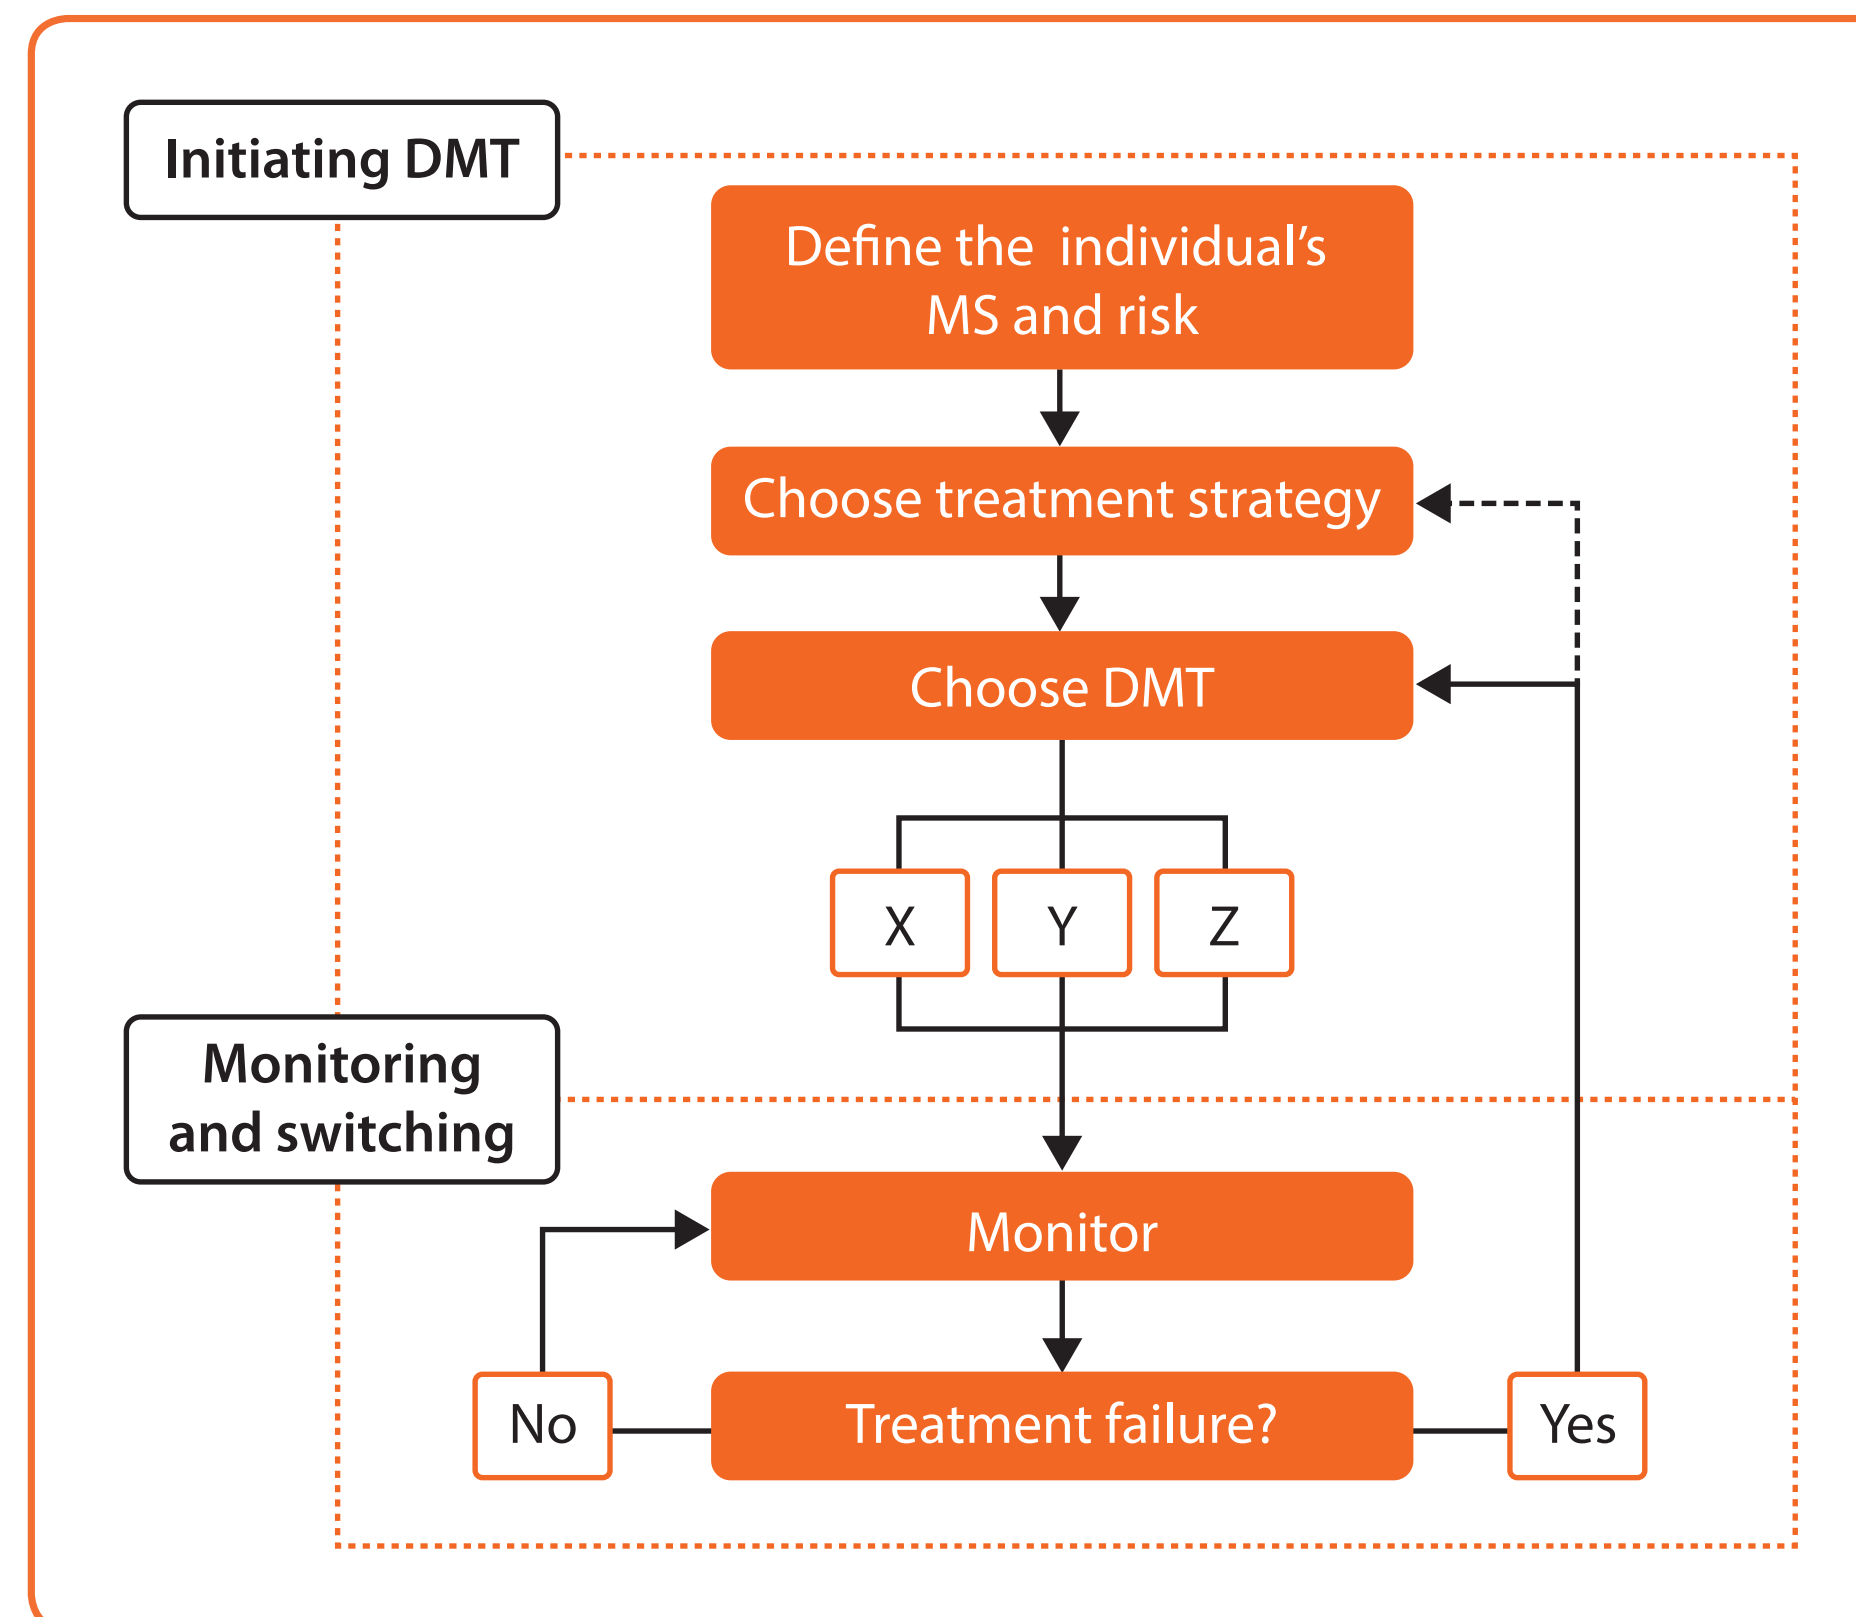 Initiating DMT
Define the individual’s
MS and risk
Choose treatment strategy
Choose DMT
X
Y
Z
Monitoring
and switching
Monitor
No
Treatment failure?
Yes